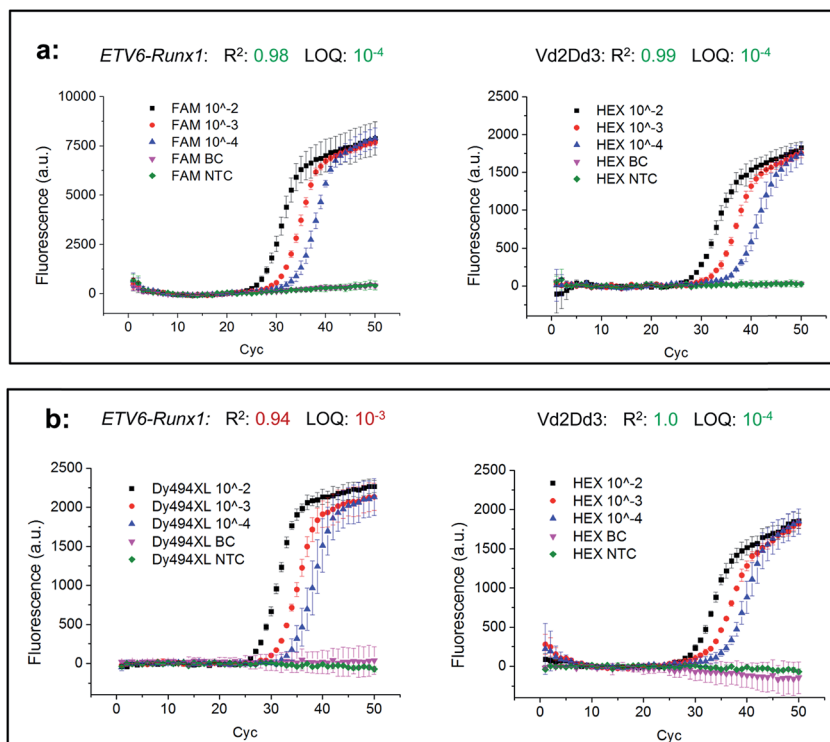 a:
ETV6-Runx1: R²: 0.98 LOQ: 10⁻⁴
Vd2Dd3: R²: 0.99 LOQ: 10⁻⁴
10000
7500
5000
2500
0
Fluorescence (a.u.)
FAM 10^-2
FAM 10^-3
FAM 10^-4
FAM BC
FAM NTC
0 10 20 30 40 50
Cyc
2500
2000
1500
1000
500
0
Fluorescence (a.u.)
HEX 10^-2
HEX 10^-3
HEX 10^-4
HEX BC
HEX NTC
0 10 20 30 40 50
Cyc
b:
ETV6-Runx1: R²: 0.94 LOQ: 10⁻³
Vd2Dd3: R²: 1.0 LOQ: 10⁻⁴
2500
2000
1500
1000
500
0
Fluorescence (a.u.)
Dy494XL 10^-2
Dy494XL 10^-3
Dy494XL 10^-4
Dy494XL BC
Dy494XL NTC
0 10 20 30 40 50
Cyc
2500
2000
1500
1000
500
0
Fluorescence (a.u.)
HEX 10^-2
HEX 10^-3
HEX 10^-4
HEX BC
HEX NTC
0 10 20 30 40 50
Cyc